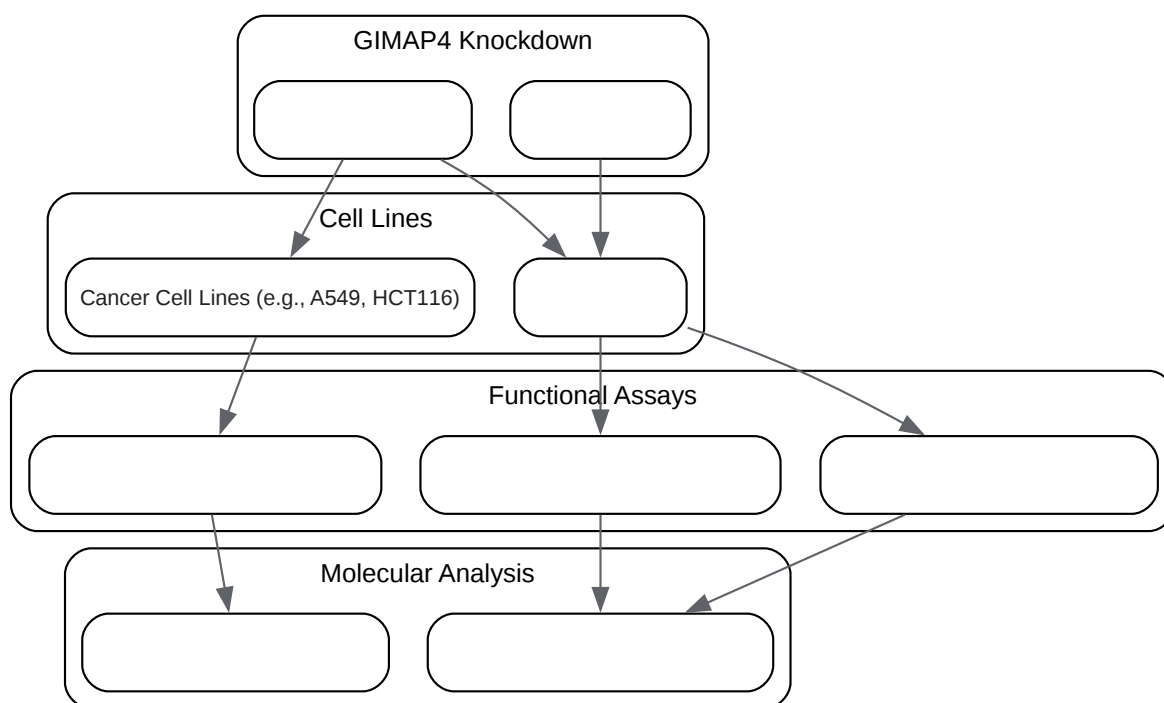 GIMAP4 Knockdown
Cell Lines
Cancer Cell Lines (e.g., A549, HCT116)
Functional Assays
Molecular Analysis